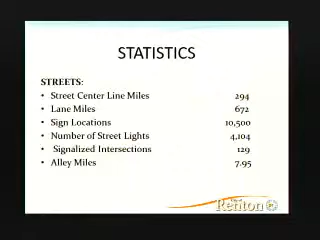 STATISTICS
STREETS:
• Street Center Line Miles 294
• Lane Miles 672
• Sign Locations 10,500
• Number of Street Lights 4,104
• Signalized Intersections 129
• Alley Miles 7.95
Renton